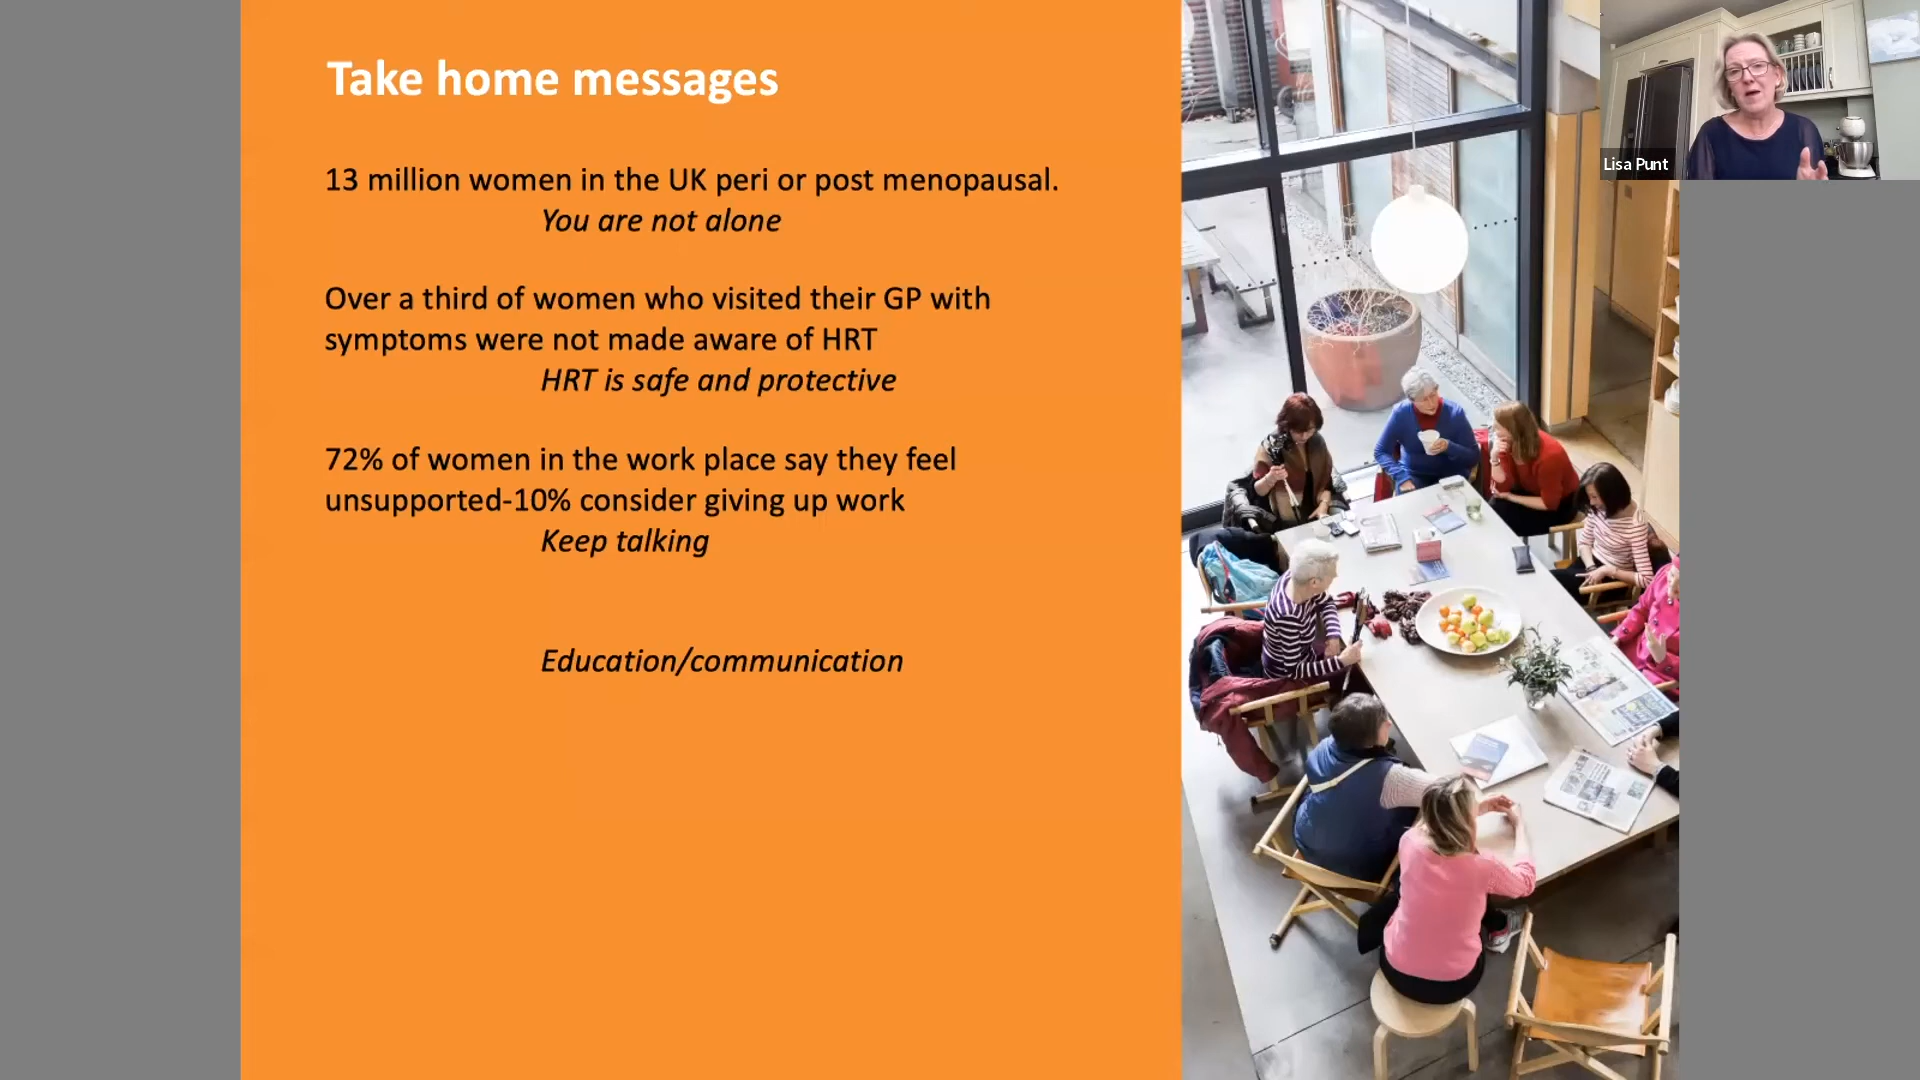 Take home messages
13 million women in the UK peri or post menopausal.
You are not alone
Over a third of women who visited their GP with
symptoms were not made aware of HRT
HRT is safe and protective
72% of women in the work place say they feel
unsupported-10% consider giving up work
Keep talking
Education/communication
Lisa Punt